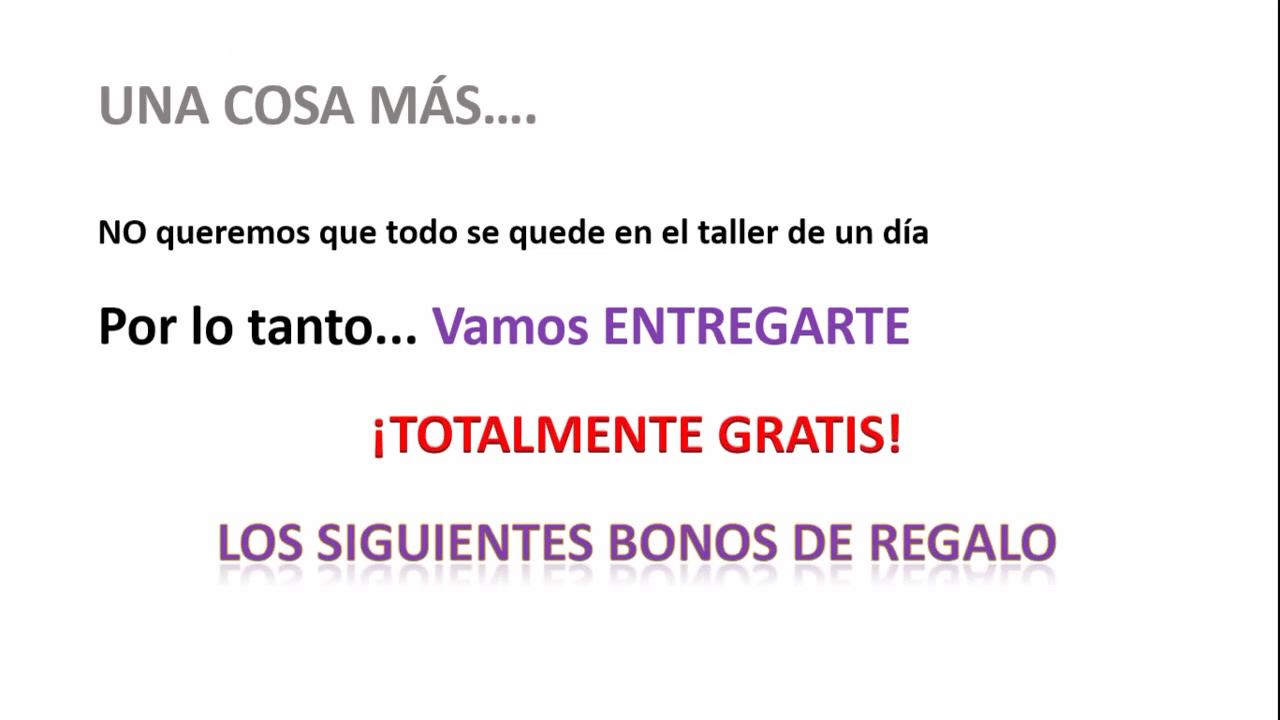 UNA COSA MÁS....
NO queremos que todo se quede en el taller de un día
Por lo tanto... Vamos ENTREGARTE
¡TOTALMENTE GRATIS!
LOS SIGUIENTES BONOS DE REGALO